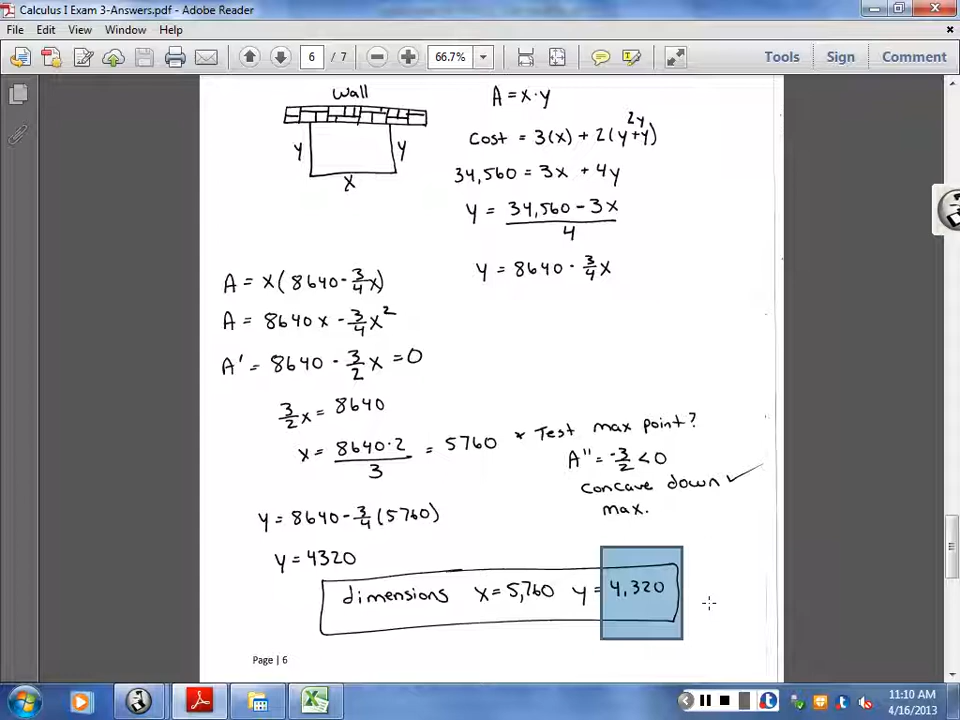 Calculus I Exam 3-Answers.pdf - Adobe Reader
File Edit View Window Help
6 / 7 66.7% Tools Sign Comment
wall
A = x·y
y y
x
2y
Cost = 3(x) + 2(y+y)
34,560 = 3x + 4y
y = 34,560 - 3x
4
y = 8640 - 3/4 x
A = x(8640 - 3/4 x)
A = 8640x - 3/4 x²
A' = 8640 - 3/2 x = 0
3/2 x = 8640
x = 8640·2 / 3 = 5760
* Test max point?
A'' = -3/2 < 0
concave down ✓
max.
y = 8640 - 3/4 (5760)
y = 4320
dimensions x = 5,760 y = 4,320
Page | 6
11:10 AM
4/16/2013